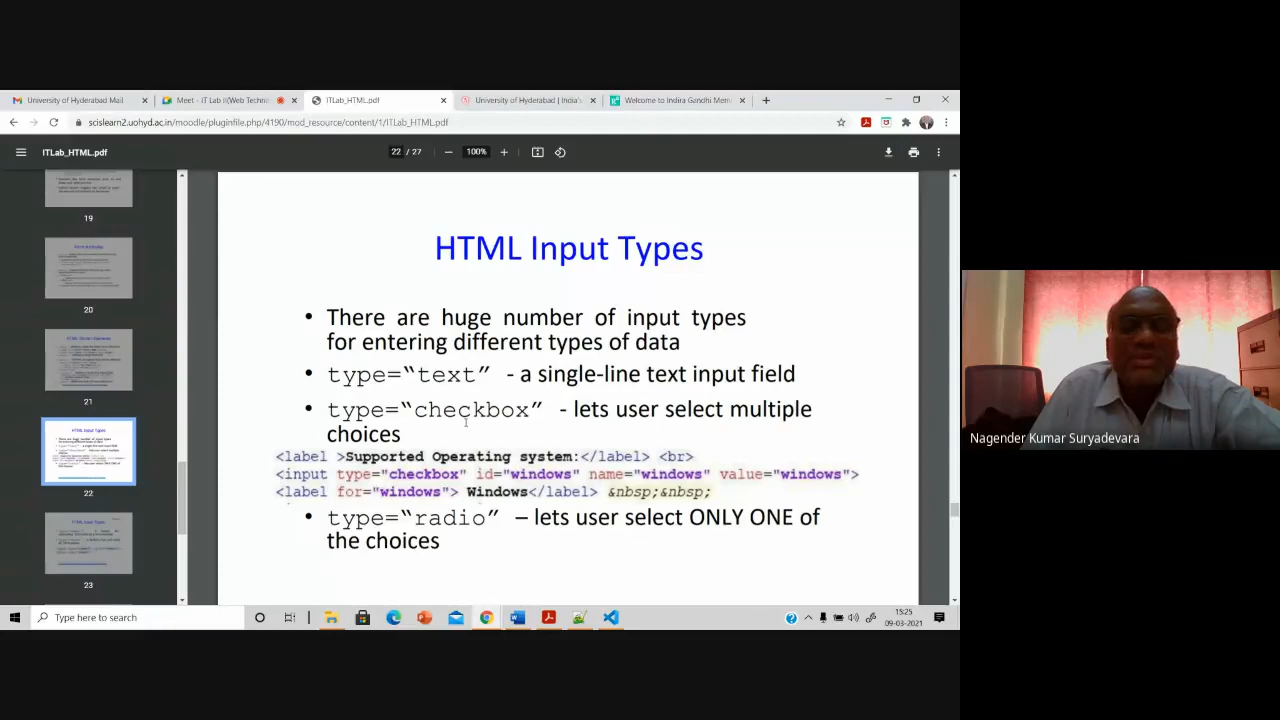 University of Hyderabad Mail
Meet - IT Lab II(Web Techno
ITLab_HTML.pdf
University of Hyderabad | India's
Welcome to Indira Gandhi Mem
scislearn2.uohyd.ac.in/moodle/pluginfile.php/4190/mod_resource/content/1/ITLab_HTML.pdf
ITLab_HTML.pdf
22 / 27
100%
19
20
21
22
23
HTML Input Types
• There are huge number of input types
for entering different types of data
• type=“text” - a single-line text input field
• type=“checkbox” - lets user select multiple
choices
<label >Supported Operating system:</label> <br>
<input type="checkbox" id="windows" name="windows" value="windows">
<label for="windows"> Windows</label> &nbsp;&nbsp;
• type=“radio” – lets user select ONLY ONE of
the choices
Nagender Kumar Suryadevara
Type here to search
15:25
09-03-2021